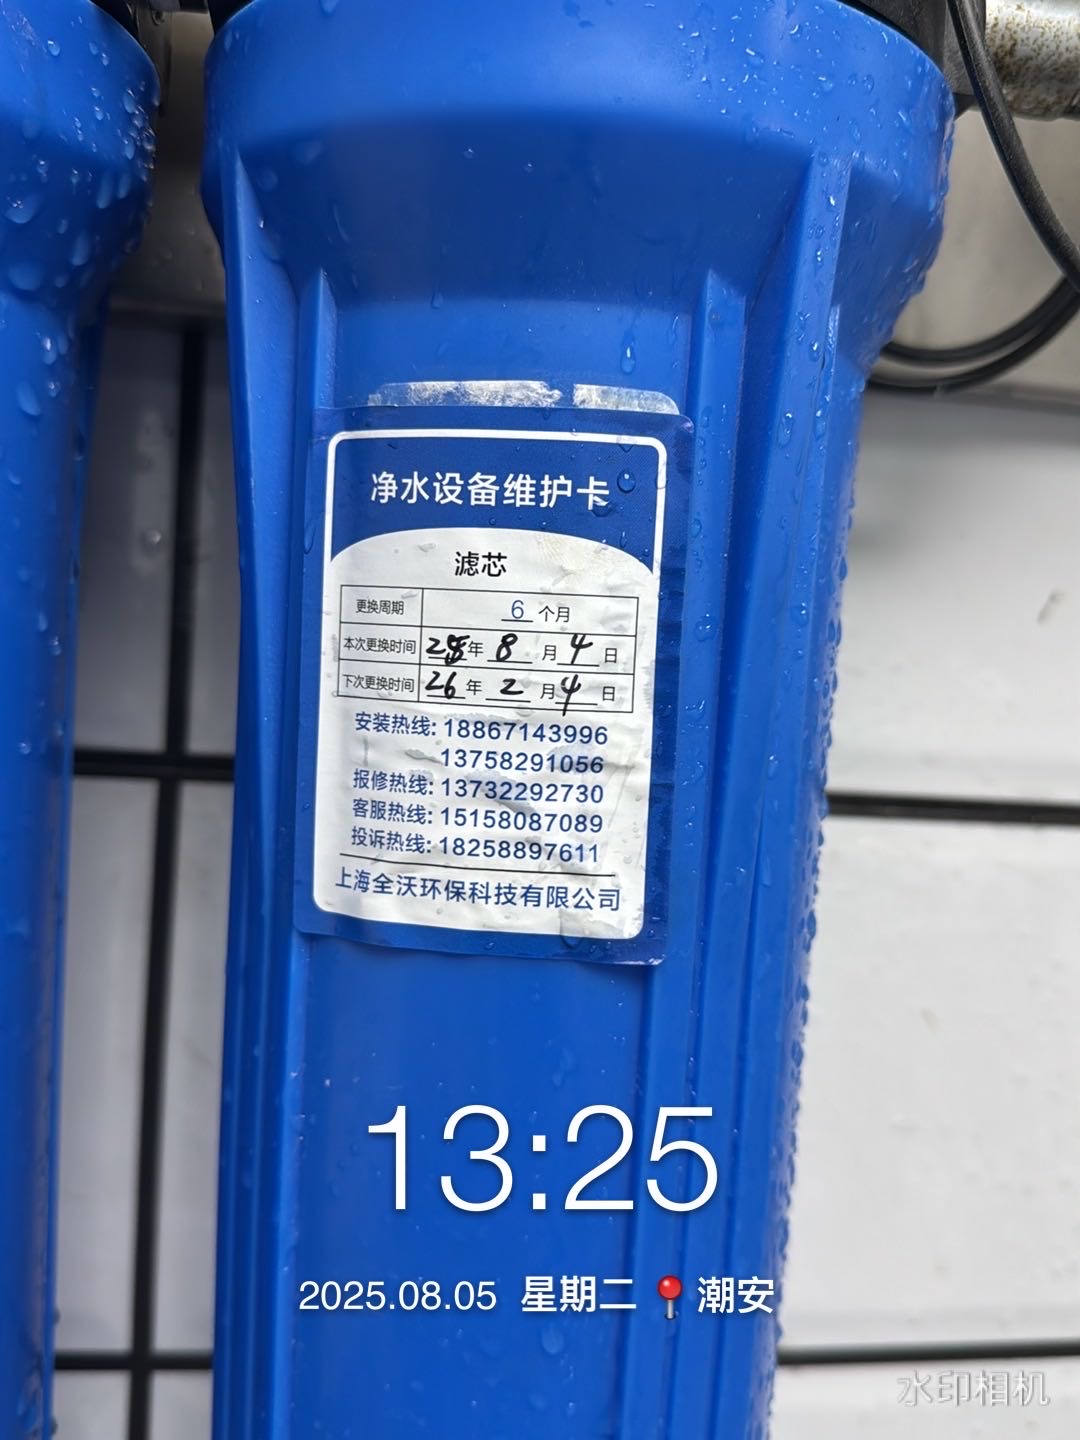 净水设备维护卡
滤芯
更换周期 6 个月
本次更换时间 年 8 月 4 日
下次更换时间 26 年 2 月 4 日
安装热线: 18867143996
13758291056
报修热线: 13732292730
客服热线: 15158087089
投诉热线: 18258897611
上海全沃环保科技有限公司
13:25
2025.08.05 星期二 潮安
水印相机